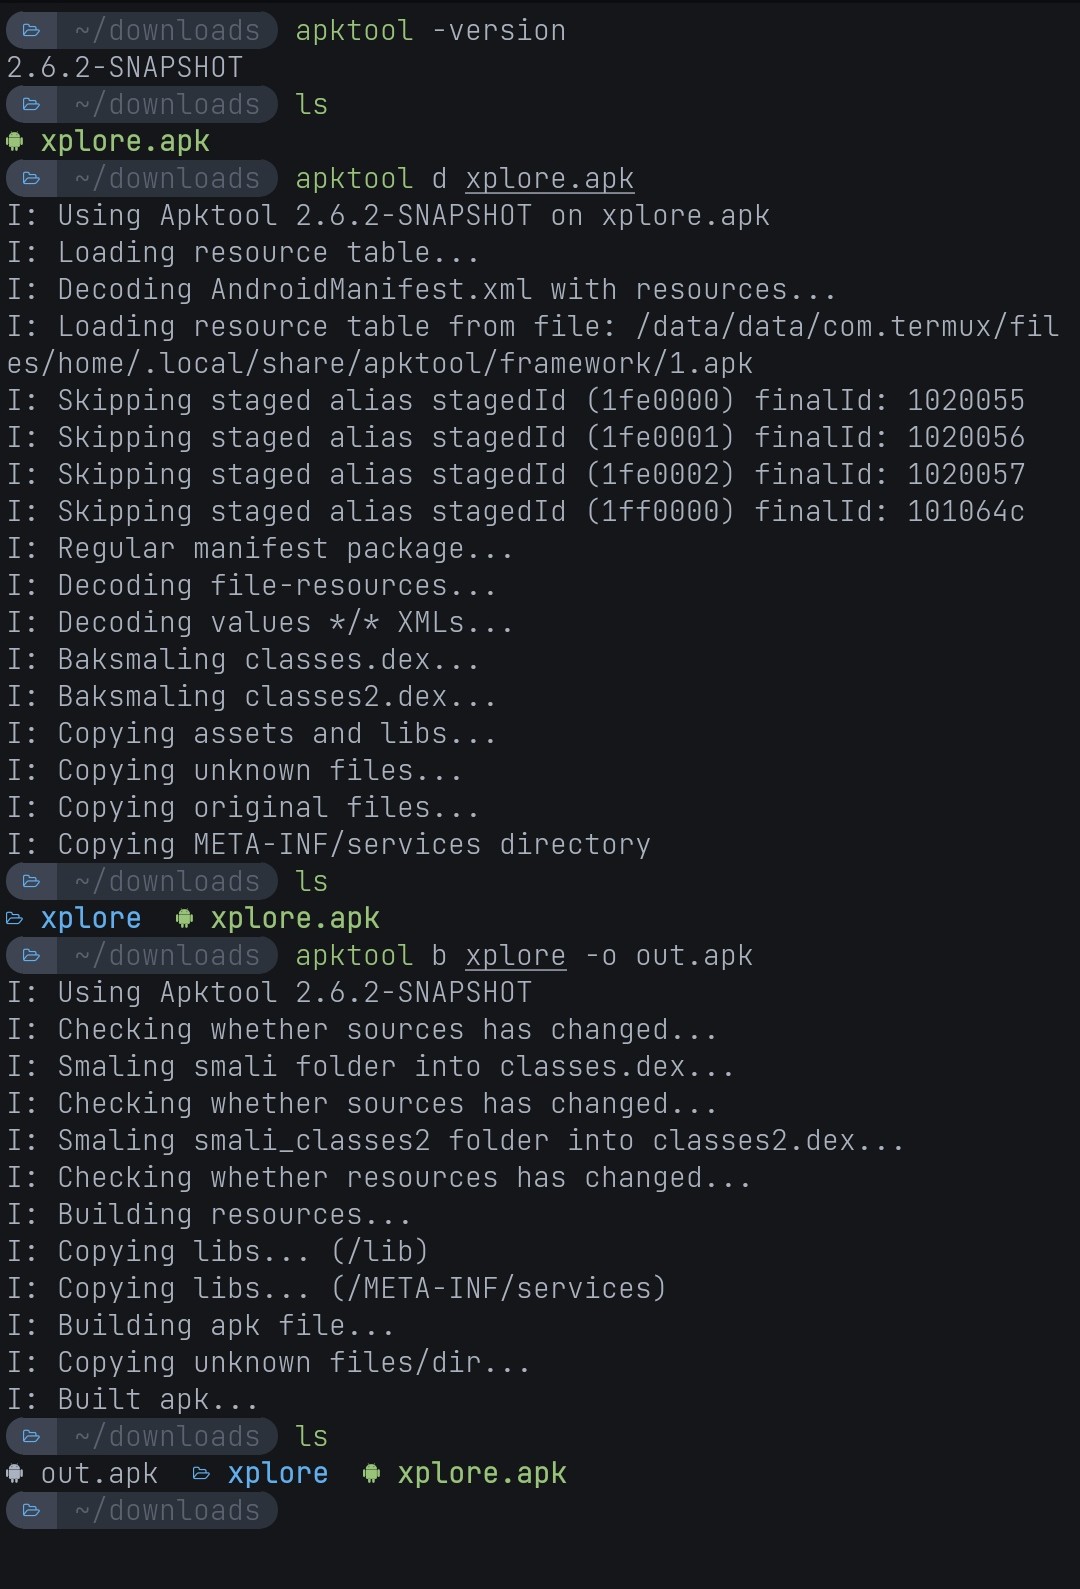 ~/downloads apktool -version
2.6.2-SNAPSHOT
~/downloads ls
xplore.apk
~/downloads apktool d xplore.apk
I: Using Apktool 2.6.2-SNAPSHOT on xplore.apk
I: Loading resource table...
I: Decoding AndroidManifest.xml with resources...
I: Loading resource table from file: /data/data/com.termux/fil
es/home/.local/share/apktool/framework/1.apk
I: Skipping staged alias stagedId (1fe0000) finalId: 1020055
I: Skipping staged alias stagedId (1fe0001) finalId: 1020056
I: Skipping staged alias stagedId (1fe0002) finalId: 1020057
I: Skipping staged alias stagedId (1ff0000) finalId: 101064c
I: Regular manifest package...
I: Decoding file-resources...
I: Decoding values */* XMLs...
I: Baksmaling classes.dex...
I: Baksmaling classes2.dex...
I: Copying assets and libs...
I: Copying unknown files...
I: Copying original files...
I: Copying META-INF/services directory
~/downloads ls
xplore xplore.apk
~/downloads apktool b xplore -o out.apk
I: Using Apktool 2.6.2-SNAPSHOT
I: Checking whether sources has changed...
I: Smaling smali folder into classes.dex...
I: Checking whether sources has changed...
I: Smaling smali_classes2 folder into classes2.dex...
I: Checking whether resources has changed...
I: Building resources...
I: Copying libs... (/lib)
I: Copying libs... (/META-INF/services)
I: Building apk file...
I: Copying unknown files/dir...
I: Built apk...
~/downloads ls
out.apk xplore xplore.apk
~/downloads